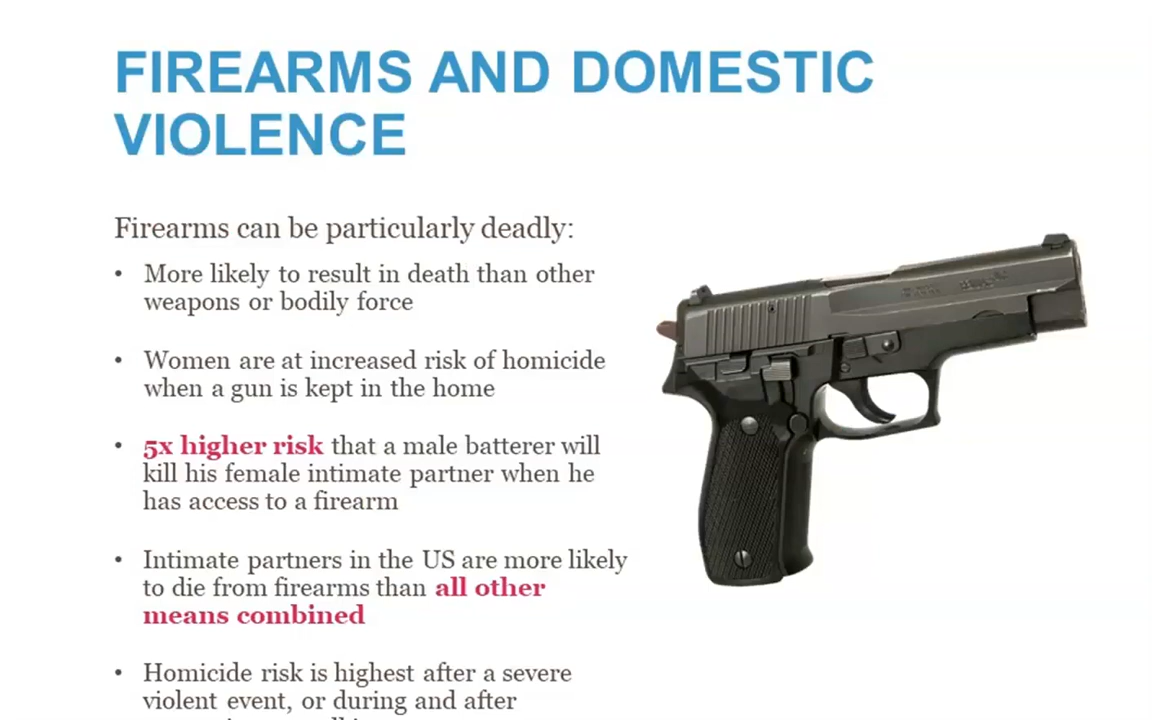 FIREARMS AND DOMESTIC
VIOLENCE
Firearms can be particularly deadly:
• More likely to result in death than other
weapons or bodily force
• Women are at increased risk of homicide
when a gun is kept in the home
• 5x higher risk that a male batterer will
kill his female intimate partner when he
has access to a firearm
• Intimate partners in the US are more likely
to die from firearms than all other
means combined
• Homicide risk is highest after a severe
violent event, or during and after